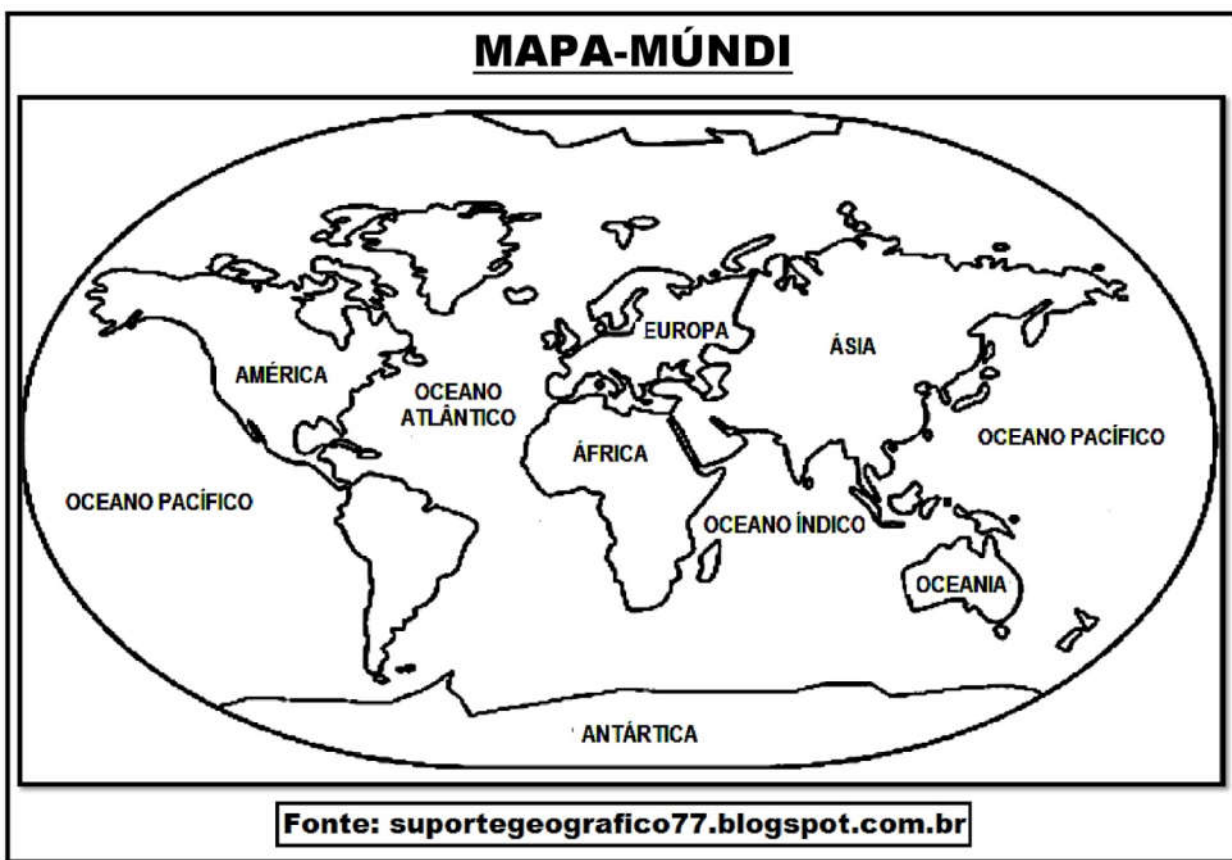 MAPA-MÚNDI
EUROPA
ÁSIA
AMÉRICA
OCEANO
ATLÂNTICO
OCEANO PACÍFICO
ÁFRICA
OCEANO PACÍFICO
OCEANO ÍNDICO
OCEANIA
ANTÁRTICA
Fonte: suportegeografico77.blogspot.com.br